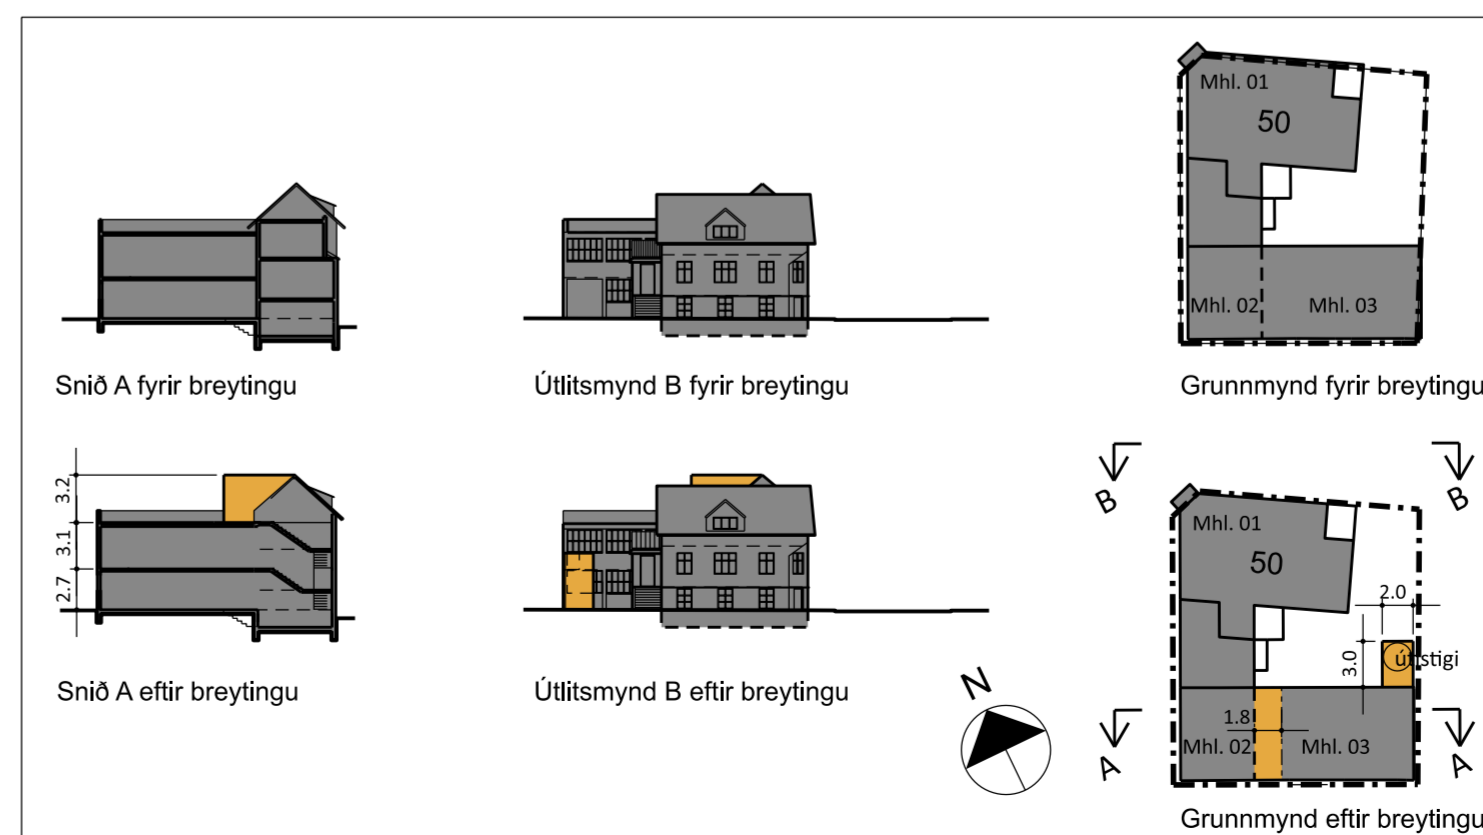 Mhl. 01
50
Mhl. 02
Mhl. 03
Snið A fyrir breytingu
Útlitsmynd B fyrir breytingu
Grunnmynd fyrir breytingu
3.2
3.1
2.7
Snið A eftir breytingu
Útlitsmynd B eftir breytingu
N
B
B
Mhl. 01
50
2.0
3.0
útistigi
1.8
Mhl. 02
Mhl. 03
A
A
Grunnmynd eftir breytingu